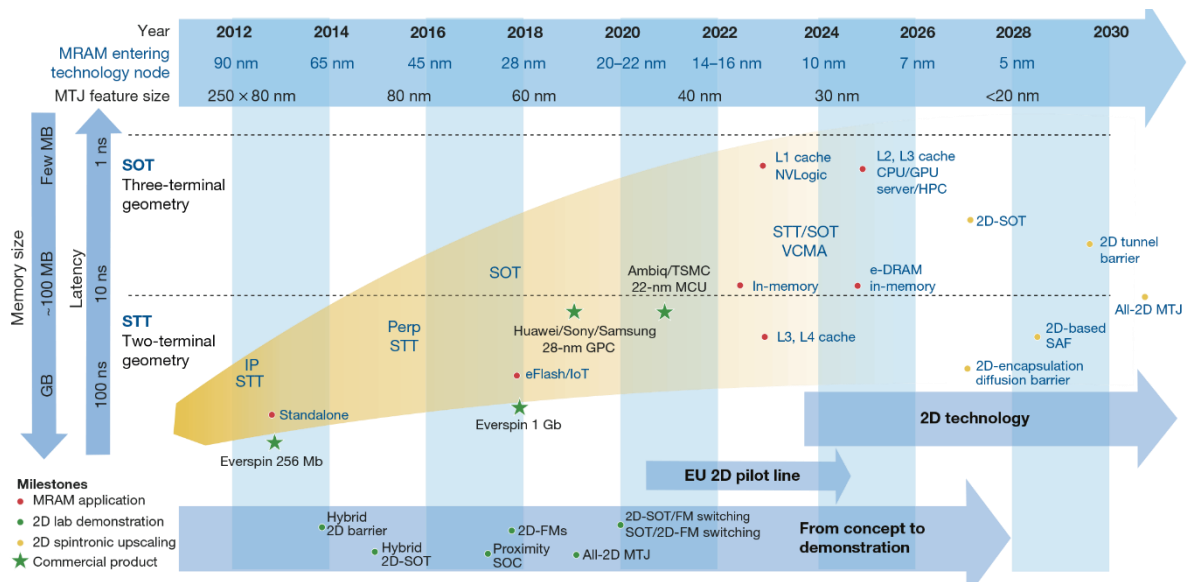 Year 2012 2014 2016 2018 2020 2022 2024 2026 2028 2030
MRAM entering
technology node
90 nm 65 nm 45 nm 28 nm 20–22 nm 14–16 nm 10 nm 7 nm 5 nm
MTJ feature size 250 × 80 nm 80 nm 60 nm 40 nm 30 nm <20 nm
Memory size
Few MB
~100 MB
GB
Latency
1 ns
10 ns
100 ns
SOT
Three-terminal
geometry
STT
Two-terminal
geometry
IP
STT
Perp
STT
SOT
STT/SOT
VCMA
L1 cache
NVLogic
L2, L3 cache
CPU/GPU
server/HPC
2D-SOT
2D tunnel
barrier
Ambiq/TSMC
22-nm MCU
In-memory
e-DRAM
in-memory
All-2D MTJ
Huawei/Sony/Samsung
28-nm GPC
L3, L4 cache
2D-based
SAF
eFlash/IoT
2D-encapsulation
diffusion barrier
Standalone
Everspin 1 Gb
Everspin 256 Mb
2D technology
EU 2D pilot line
Milestones
MRAM application
2D lab demonstration
2D spintronic upscaling
Commercial product
Hybrid
2D barrier
Hybrid
2D-SOT
2D-FMs
Proximity
SOC
All-2D MTJ
2D-SOT/FM switching
SOT/2D-FM switching
From concept to
demonstration